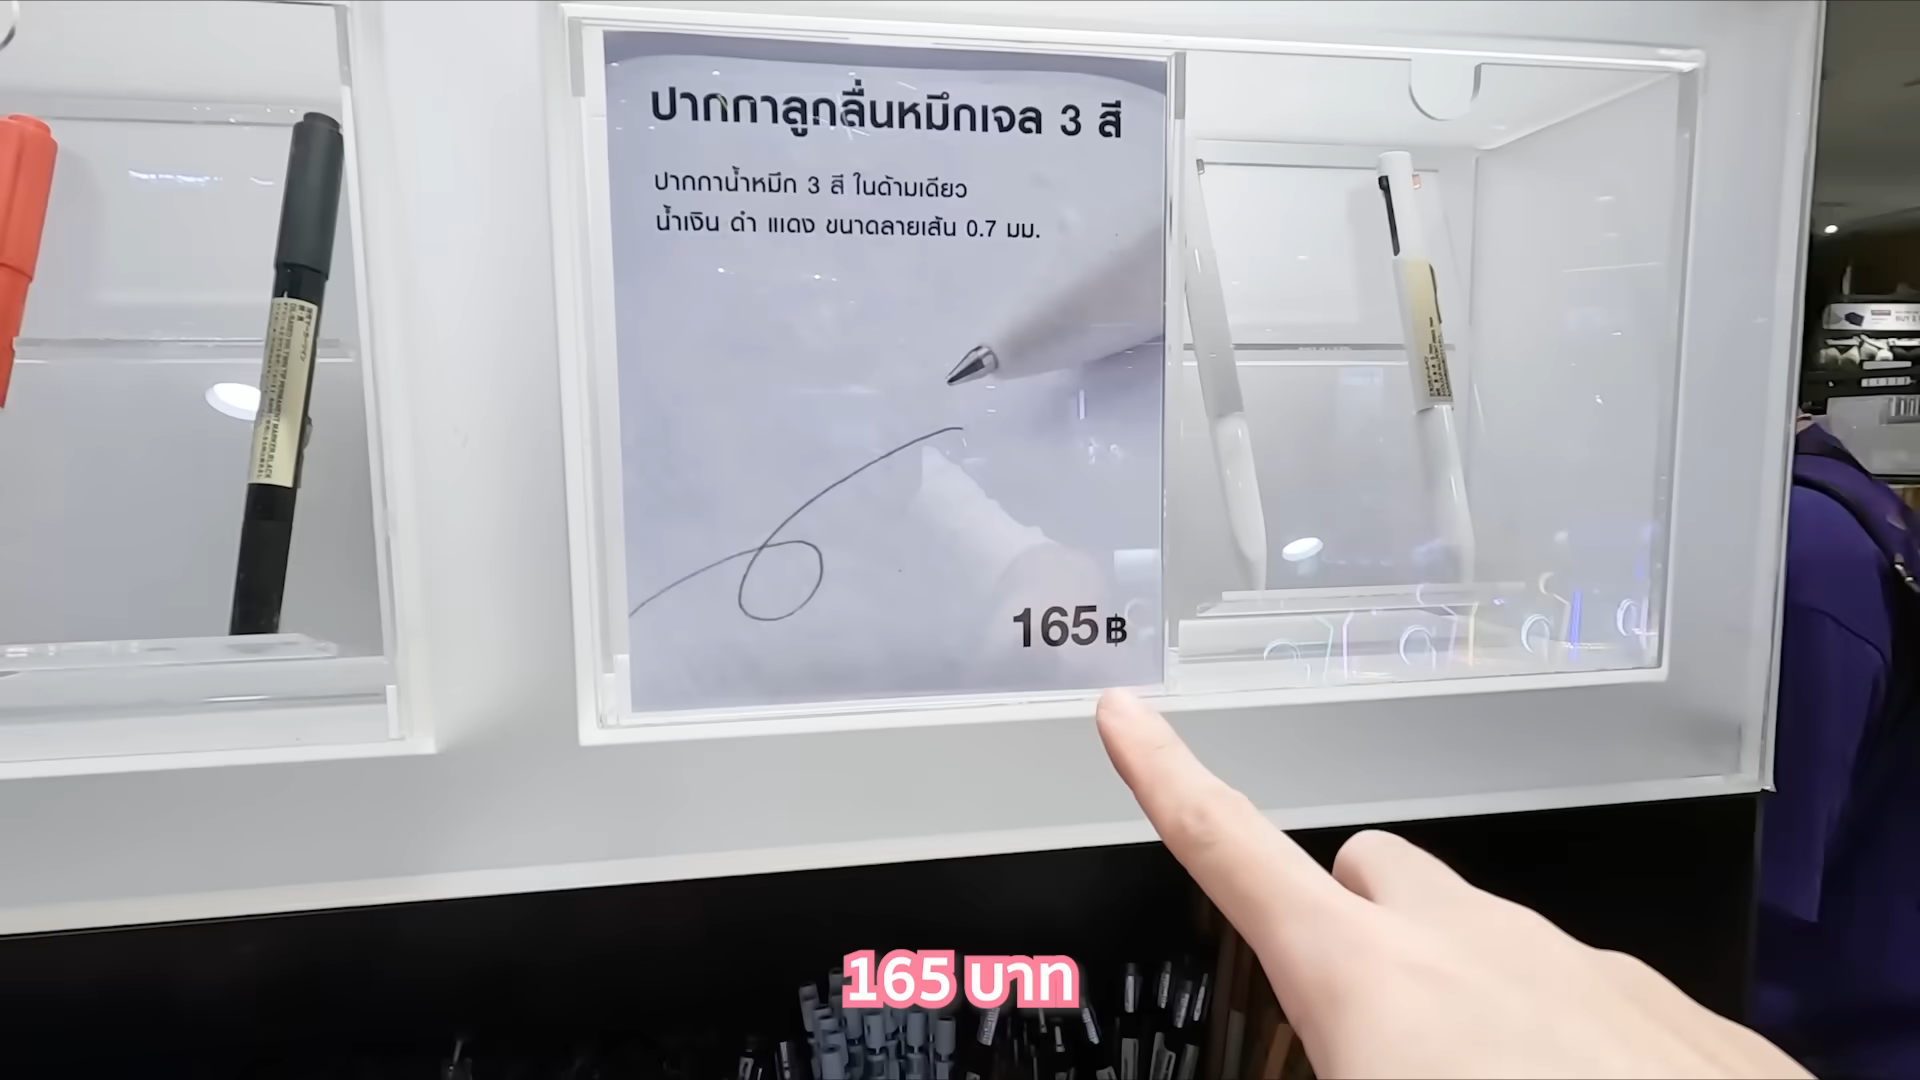 ปากกาลูกลื่นหมึกเจล 3 สี
ปากกาน้ำหมึก 3 สี ในด้ามเดียว
น้ำเงิน ดำ แดง ขนาดลายเส้น 0.7 มม.
165฿
165 บาท